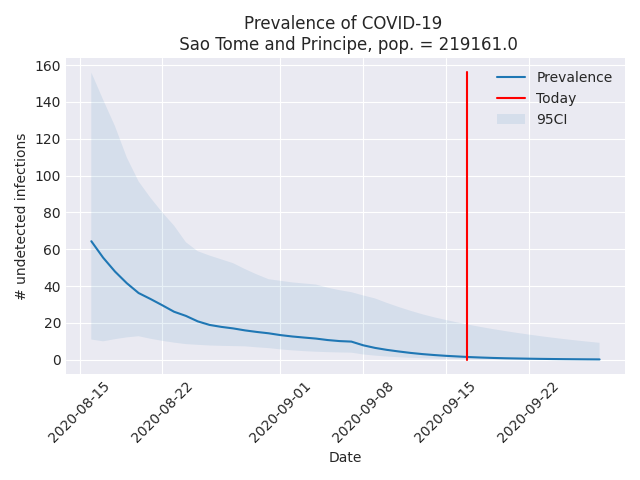 Prevalence of COVID-19
Sao Tome and Principe, pop. = 219161.0
160
140
120
100
80
60
40
20
0
# undetected infections
Prevalence
Today
95CI
2020-08-15
2020-08-22
2020-09-01
2020-09-08
2020-09-15
2020-09-22
Date